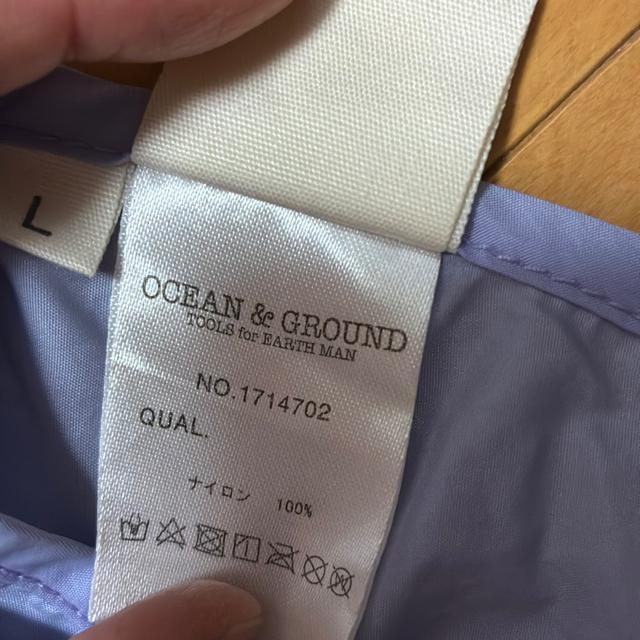 L
OCEAN & GROUND
TOOLS for EARTH MAN
NO.1714702
QUAL.
ナイロン 100%